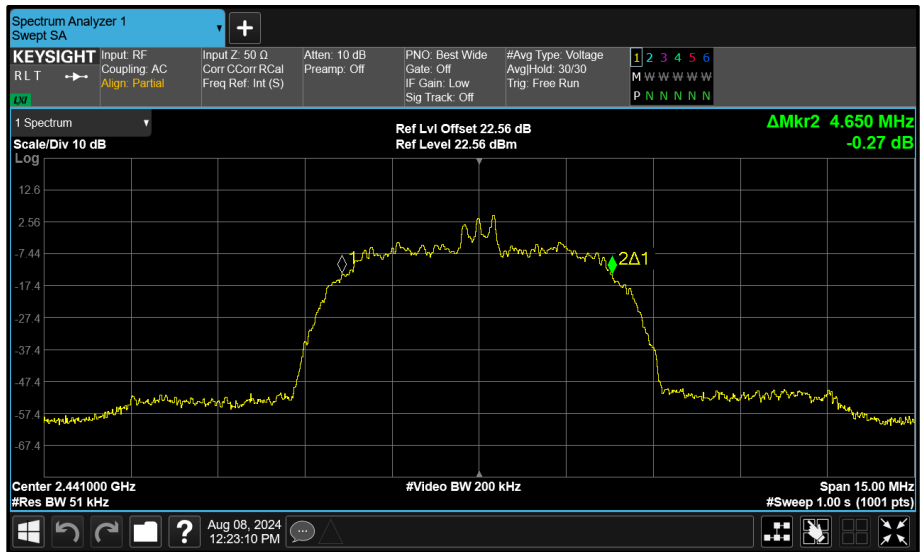 Spectrum Analyzer 1
Swept SA
+
KEYSIGHT
R L T
LXI
Input: RF
Coupling: AC
Align: Partial
Input Z: 50 Ω
Corr CCorr RCal
Freq Ref: Int (S)
Atten: 10 dB
Preamp: Off
PNO: Best Wide
Gate: Off
IF Gain: Low
Sig Track: Off
#Avg Type: Voltage
Avg|Hold: 30/30
Trig: Free Run
1 2 3 4 5 6
M W W W W W
P N N N N N
1 Spectrum
Scale/Div 10 dB
Log
Ref Lvl Offset 22.56 dB
Ref Level 22.56 dBm
ΔMkr2 4.650 MHz
-0.27 dB
12.6
2.56
-7.44
-17.4
-27.4
-37.4
-47.4
-57.4
-67.4
1
2Δ1
Center 2.441000 GHz
#Res BW 51 kHz
#Video BW 200 kHz
Span 15.00 MHz
#Sweep 1.00 s (1001 pts)
?
Aug 08, 2024
12:23:10 PM